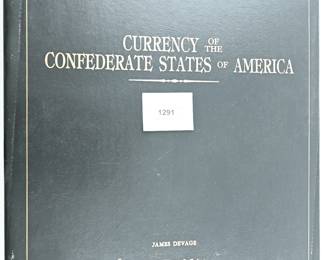 CURRENCY OF THE
CONFEDERATE STATES OF AMERICA
1291
JAMES DEVAGE